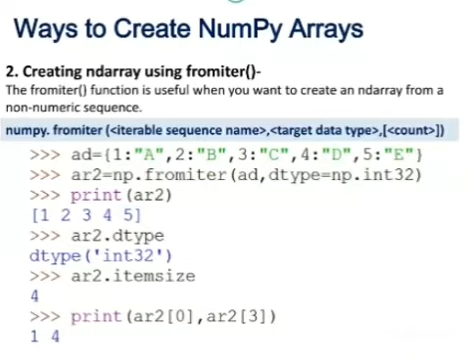 Ways to Create NumPy Arrays
2. Creating ndarray using fromiter()-
The fromiter() function is useful when you want to create an ndarray from a
non-numeric sequence.
numpy. fromiter (<iterable sequence name>,<target data type>,[<count>])
>>> ad={1:"A",2:"B",3:"C",4:"D",5:"E"}
>>> ar2=np.fromiter(ad,dtype=np.int32)
>>> print(ar2)
[1 2 3 4 5]
>>> ar2.dtype
dtype('int32')
>>> ar2.itemsize
4
>>> print(ar2[0],ar2[3])
1 4